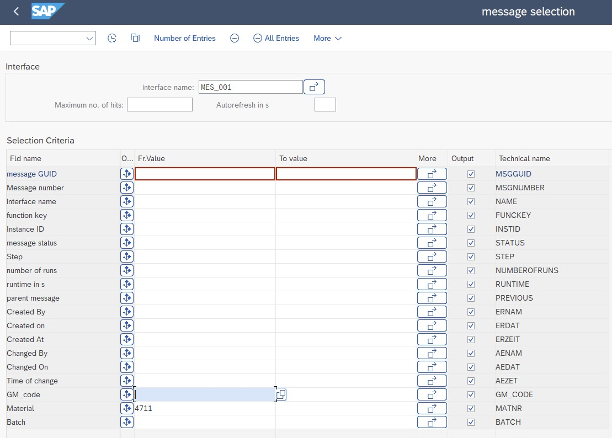 SAP message selection
Number of Entries All Entries More
Interface
Interface name: MES_001
Maximum no. of hits: Autorefresh in s
Selection Criteria
Fld name O... Fr.Value To value More Output Technical name
message GUID MSGGUID
Message number MSGNUMBER
Interface name NAME
function key FUNCKEY
Instance ID INSTID
message status STATUS
Step STEP
number of runs NUMBEROFRUNS
runtime in s RUNTIME
parent message PREVIOUS
Created By ERNAM
Created on ERDAT
Created At ERZEIT
Changed By AENAM
Changed On AEDAT
Time of change AEZET
GM_code GM_CODE
Material 4711 MATNR
Batch BATCH